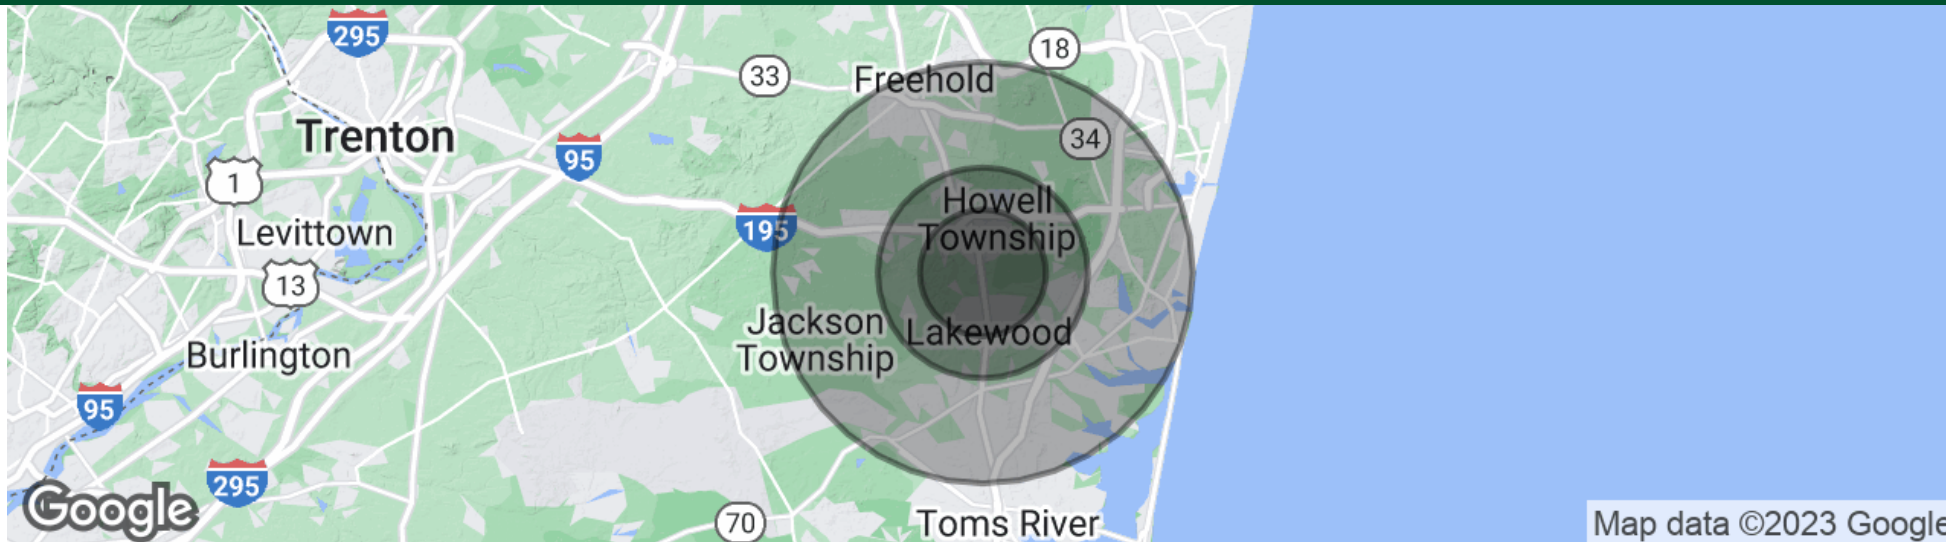 295
18
33
Freehold
Trenton
34
95
1
Howell
Township
195
Levittown
13
Jackson
Township
Lakewood
Burlington
95
295
Google
70
Toms River
Map data ©2023 Google